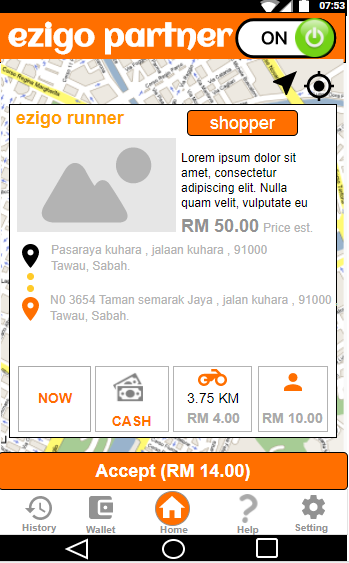 07:53
ezigo partner
ON
ezigo runner
shopper
Lorem ipsum dolor sit
amet, consectetur
adipiscing elit. Nulla
quam velit, vulputate eu
RM 50.00 Price est.
Pasaraya kuhara , jalaan kuhara , 91000
Tawau, Sabah.
N0 3654 Taman semarak Jaya , jalan kuhara , 91000
Tawau, Sabah.
NOW
CASH
3.75 KM
RM 4.00
RM 10.00
Accept (RM 14.00)
History
Wallet
Home
Help
Setting